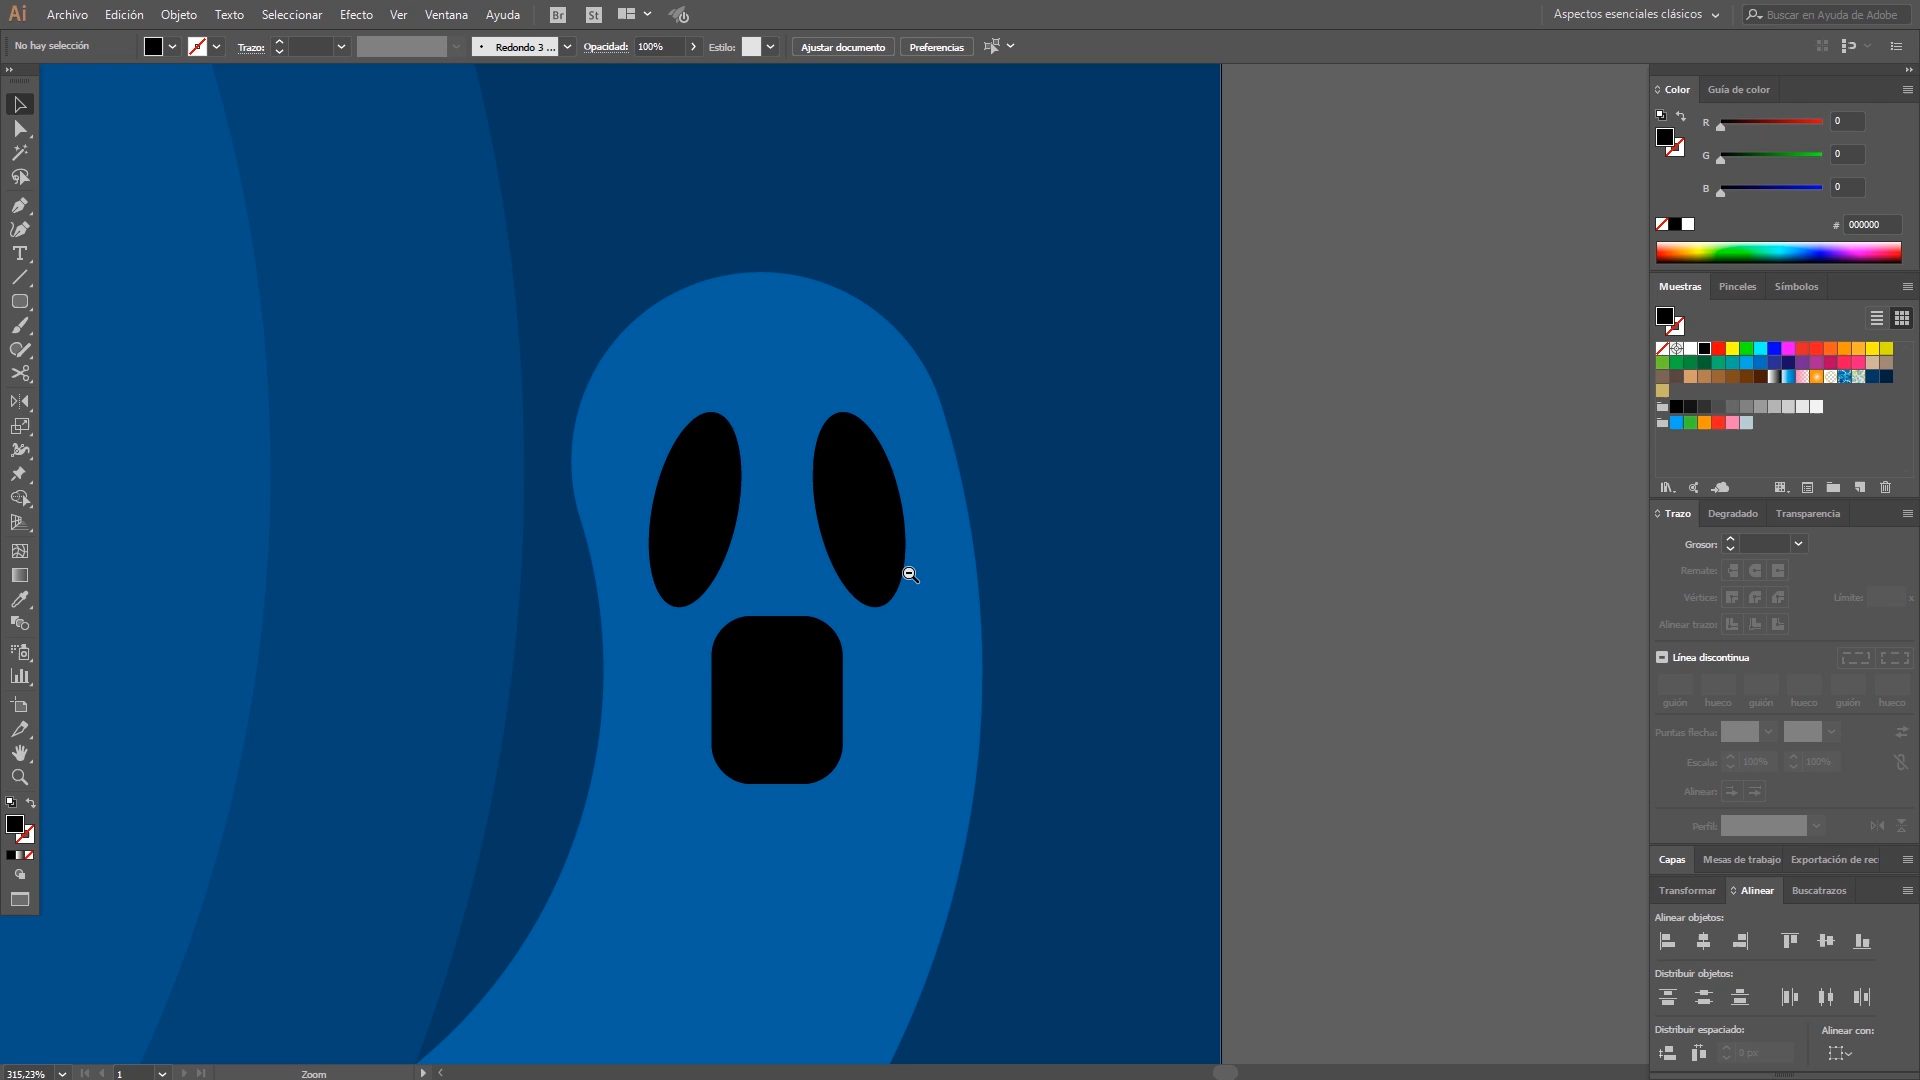 Ai Archivo Edición Objeto Texto Seleccionar Efecto Ver Ventana Ayuda Br St Aspectos esenciales clásicos Buscar en Ayuda de Adobe
No hay selección Trazo: Redondo 3 ... Opacidad: 100% Estilo: Ajustar documento Preferencias
Color Guía de color
R 0
G 0
B 0
# 000000
Muestras Pinceles Símbolos
Trazo Degradado Transparencia
Grosor:
Remate:
Vértice: Límite: x
Alinear trazo:
Línea discontinua
guión hueco guión hueco guión hueco
Puntas flecha:
Escala: 100% 100%
Alinear:
Perfil:
Capas Mesas de trabajo Exportación de rec
Transformar Alinear Buscatrazos
Alinear objetos:
Distribuir objetos:
Distribuir espaciado: Alinear con:
0 px
315,23% 1 Zoom